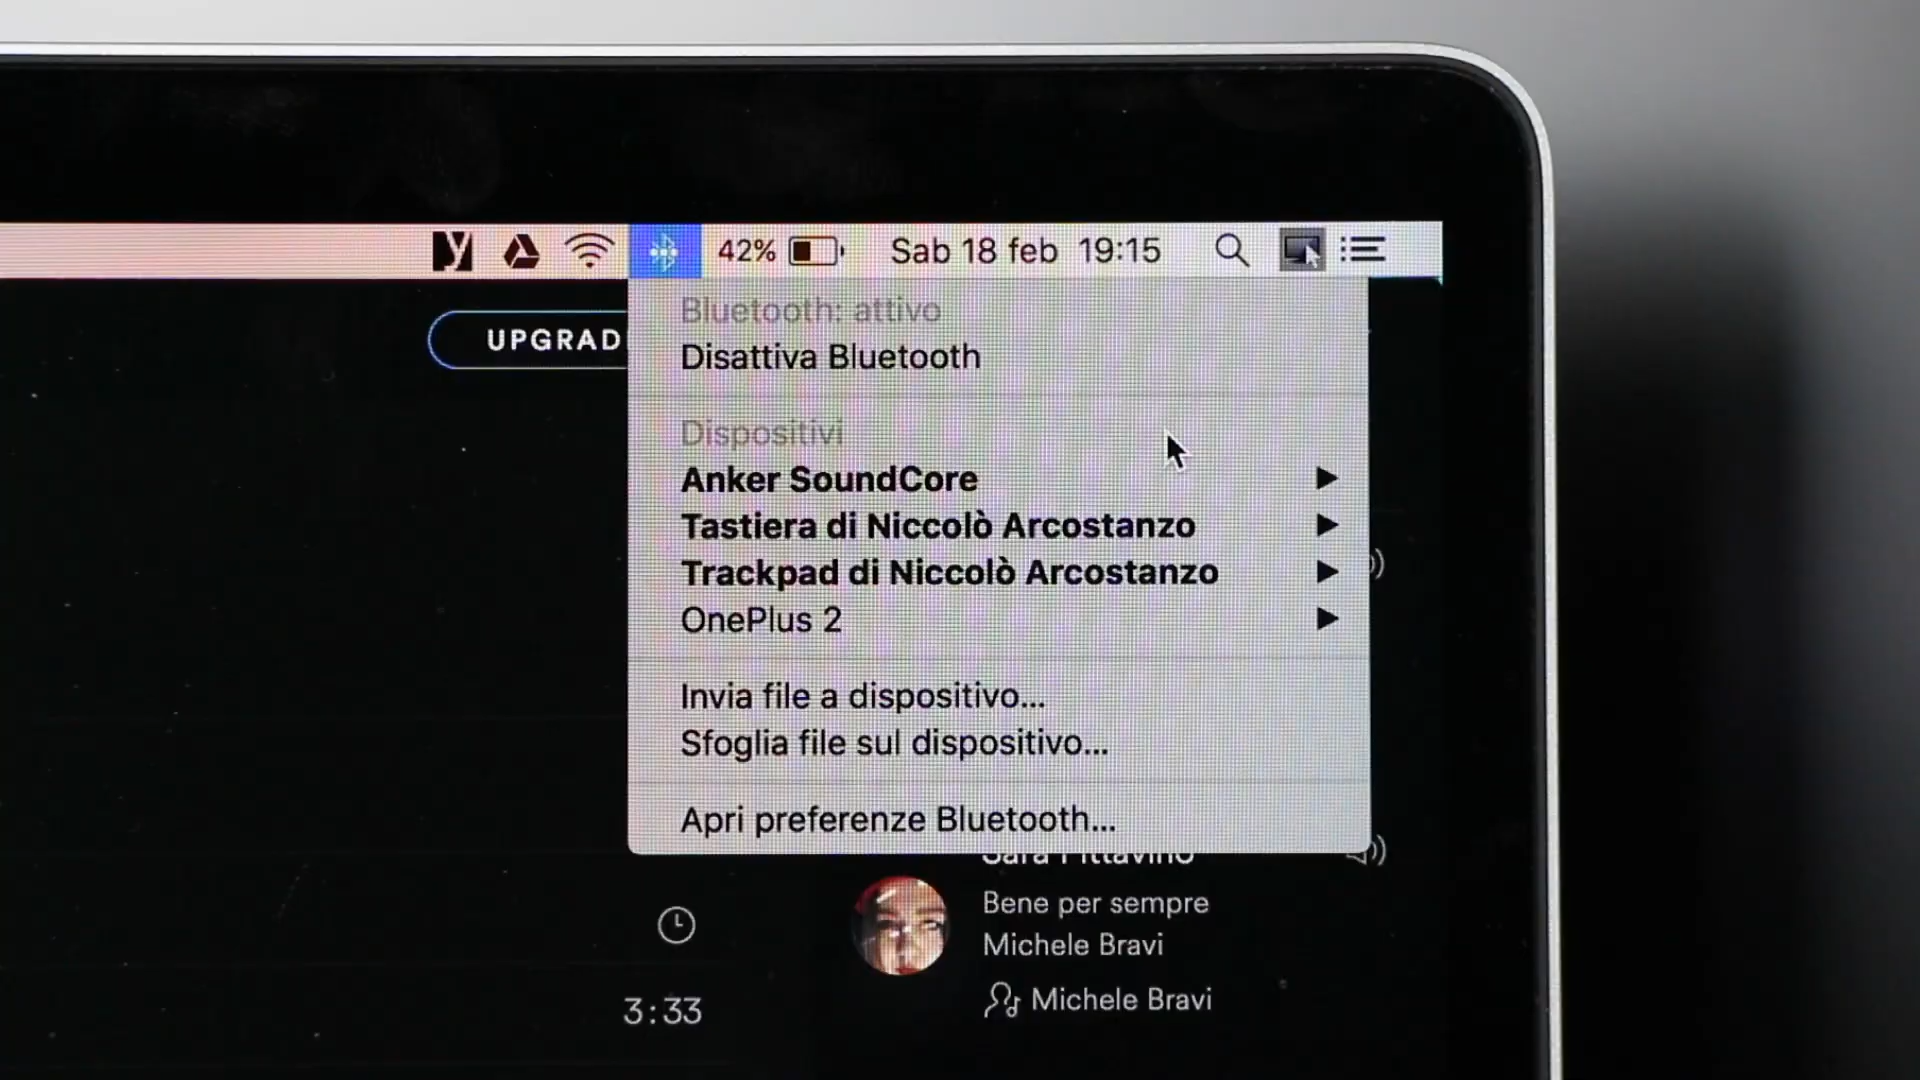 42% Sab 18 feb 19:15
UPGRAD
Bluetooth: attivo
Disattiva Bluetooth
Dispositivi
Anker SoundCore
Tastiera di Niccolò Arcostanzo
Trackpad di Niccolò Arcostanzo
OnePlus 2
Invia file a dispositivo...
Sfoglia file sul dispositivo...
Apri preferenze Bluetooth...
Bene per sempre
Michele Bravi
Michele Bravi
3:33